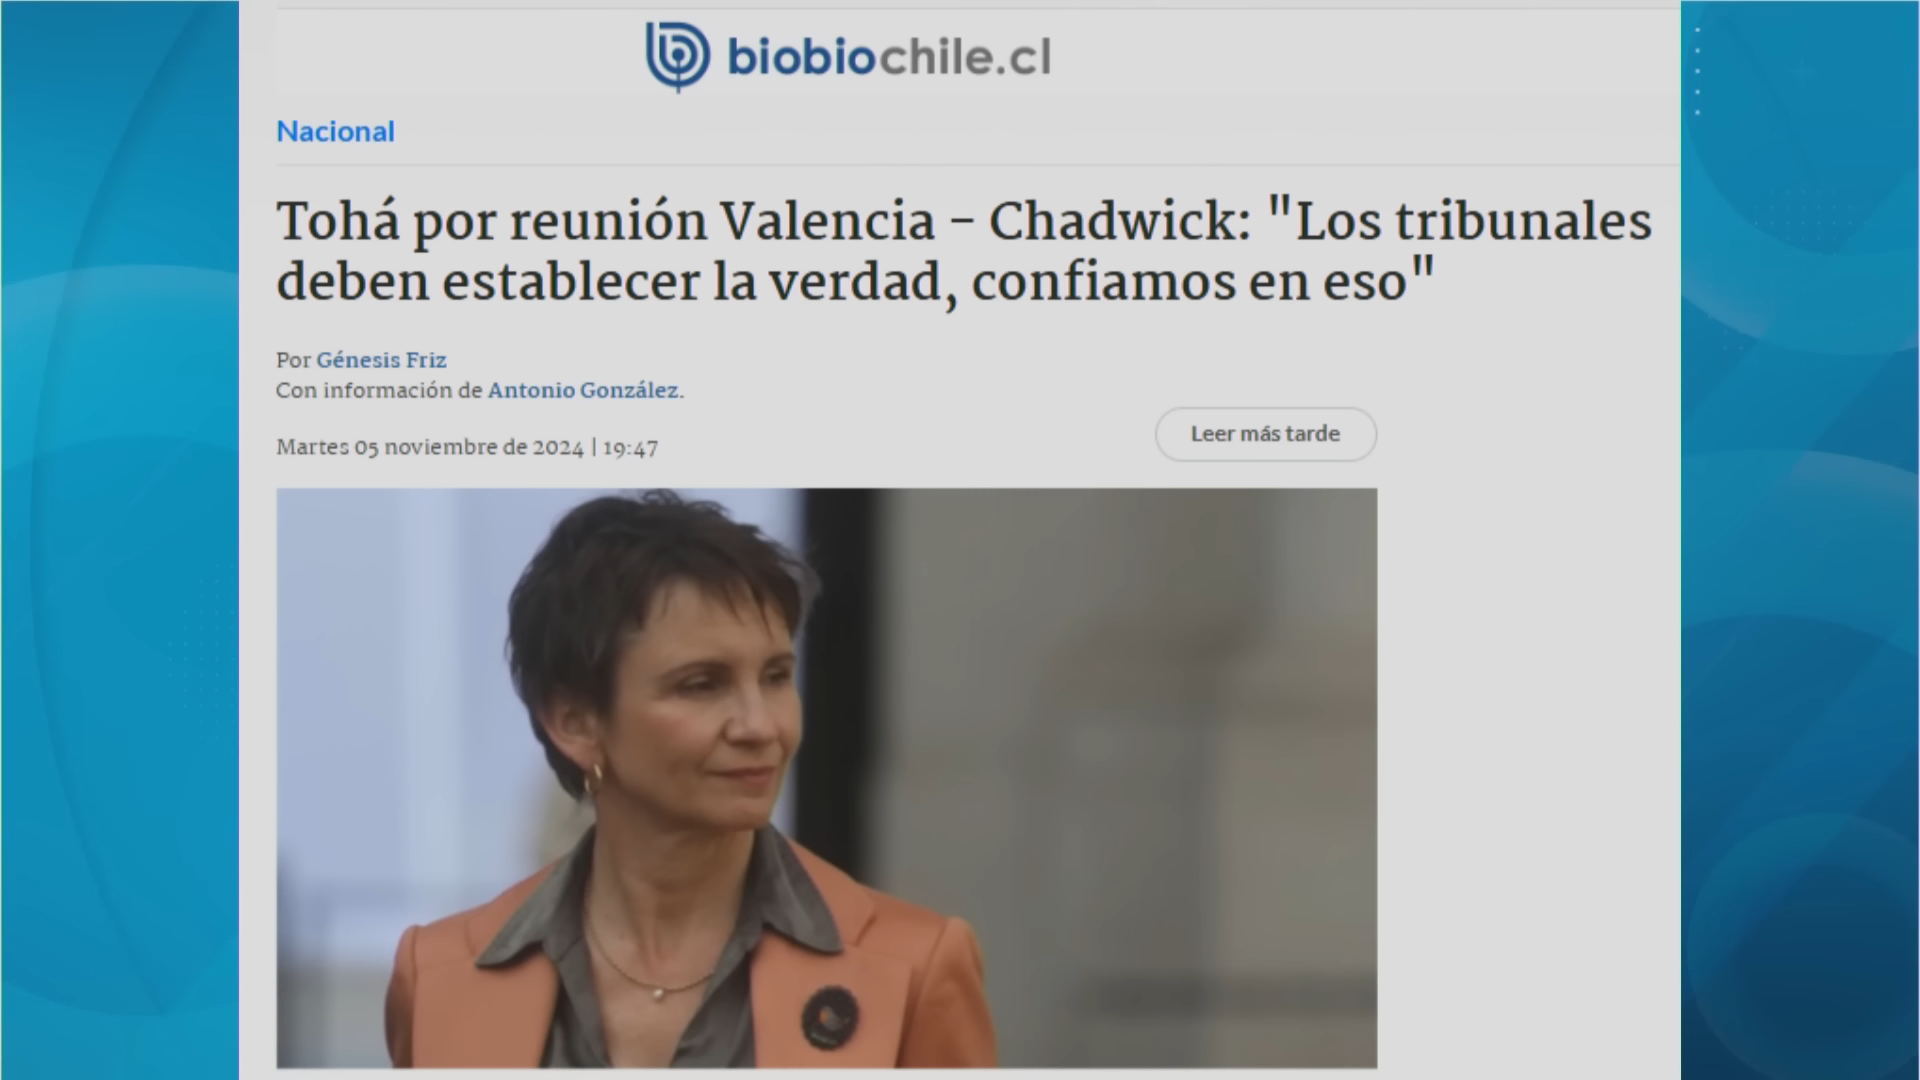 biobiochile.cl
Nacional
Tohá por reunión Valencia - Chadwick: "Los tribunales
deben establecer la verdad, confiamos en eso"
Por Génesis Friz
Con información de Antonio González.
Martes 05 noviembre de 2024 | 19:47
Leer más tarde